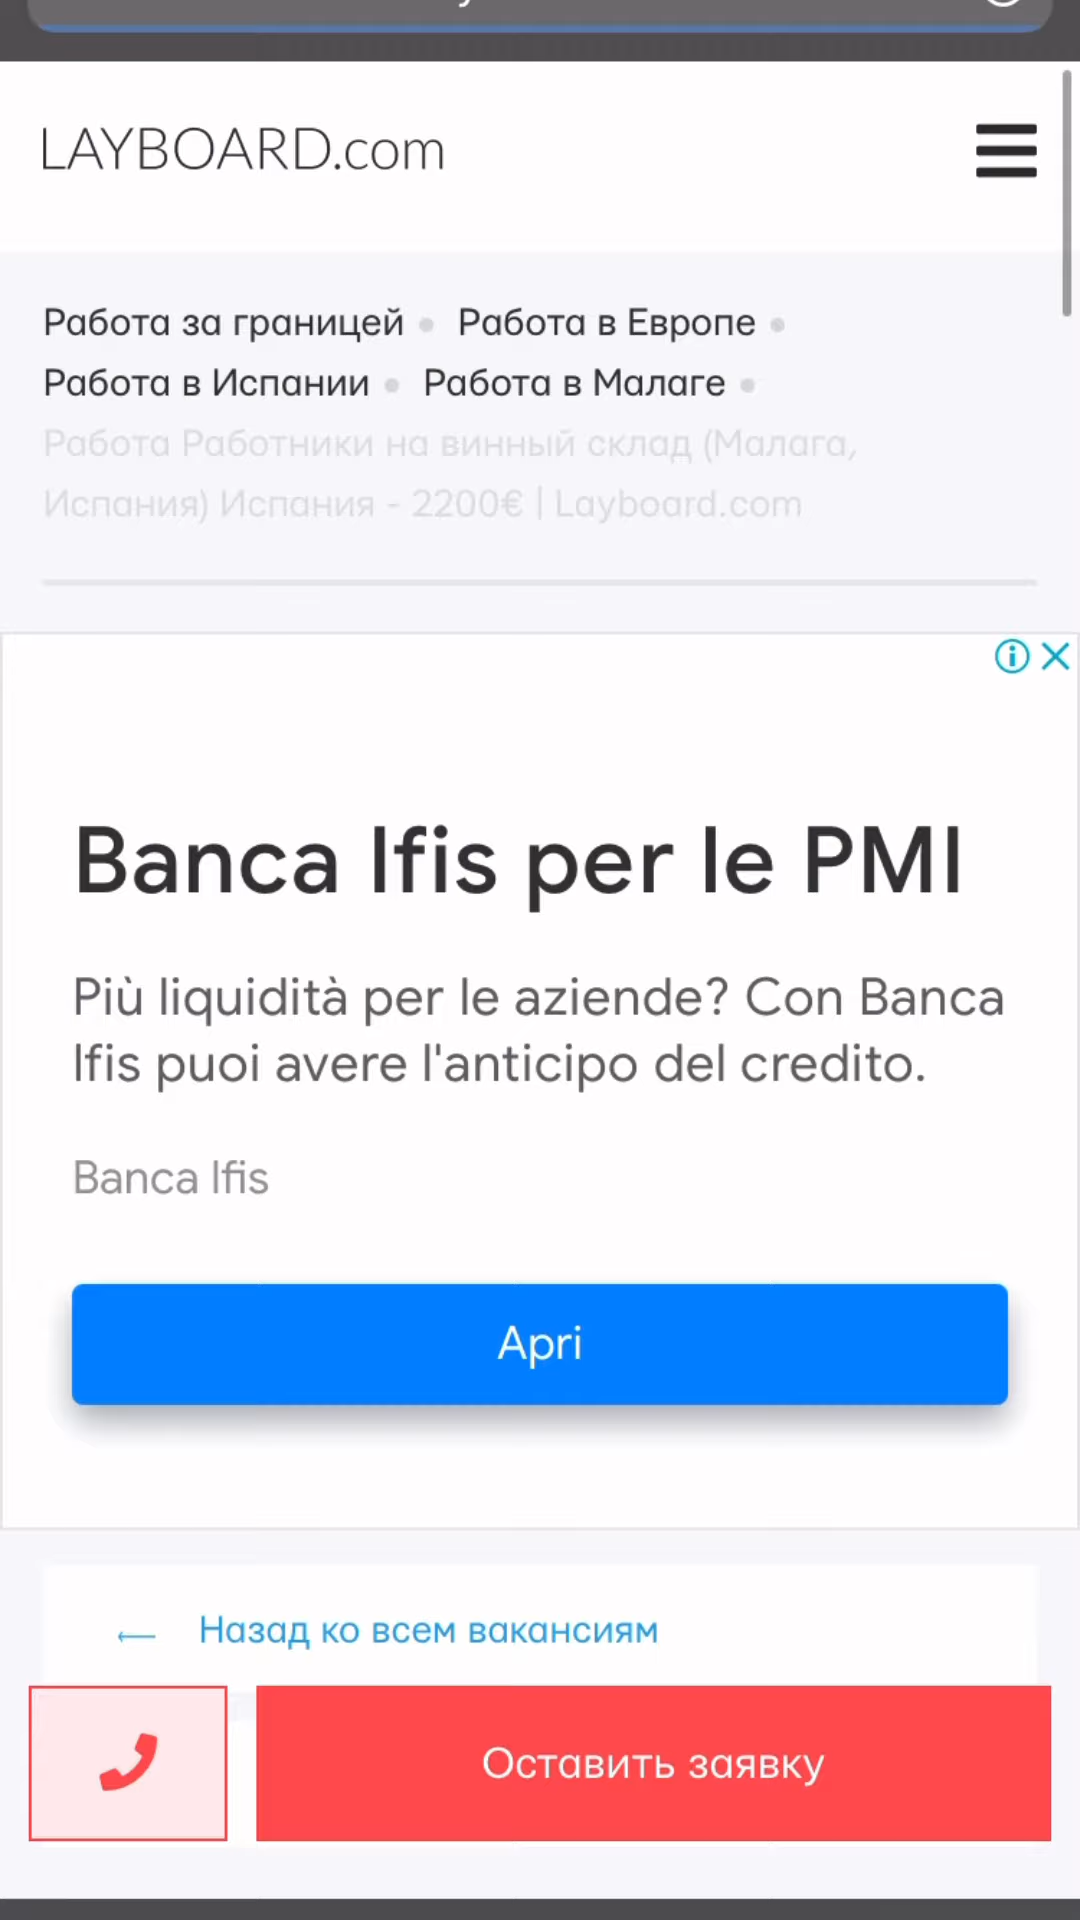 LAYBOARD.com
Работа за границей • Работа в Европе •
Работа в Испании • Работа в Малаге •
Работа Работники на винный склад (Малага,
Испания) Испания - 2200€ | Layboard.com
Banca Ifis per le PMI
Più liquidità per le aziende? Con Banca
Ifis puoi avere l'anticipo del credito.
Banca Ifis
Apri
← Назад ко всем вакансиям
Оставить заявку